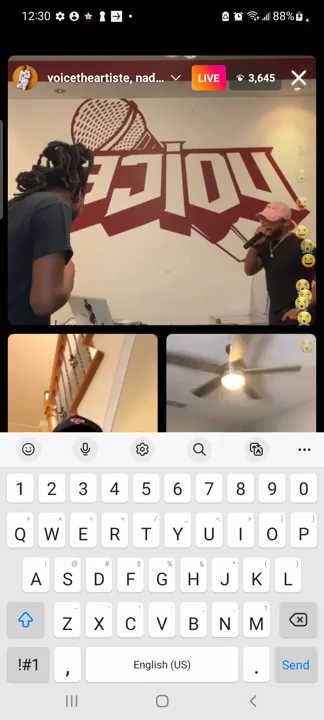 12:30
88%
voicetheartiste, nad...
LIVE
3,645
VOICE
1 2 3 4 5 6 7 8 9 0
Q W E R T Y U I O P
A S D F G H J K L
Z X C V B N M
!#1 , English (US) . Send